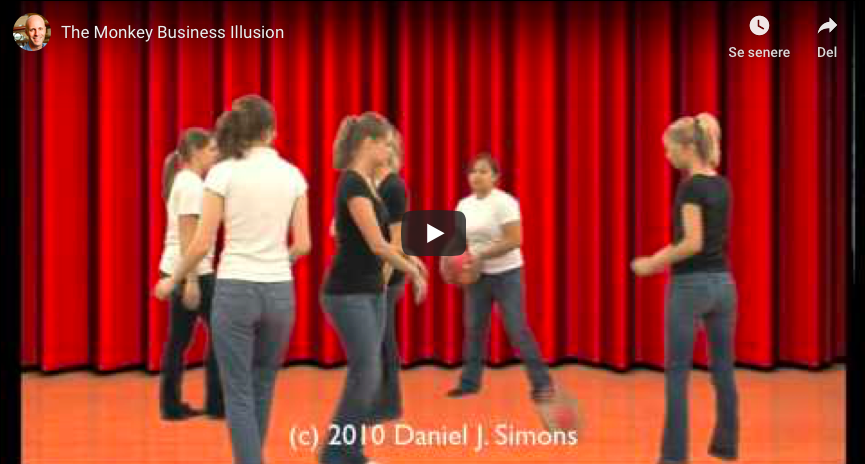 The Monkey Business Illusion
Se senere
Del
(c) 2010 Daniel J. Simons